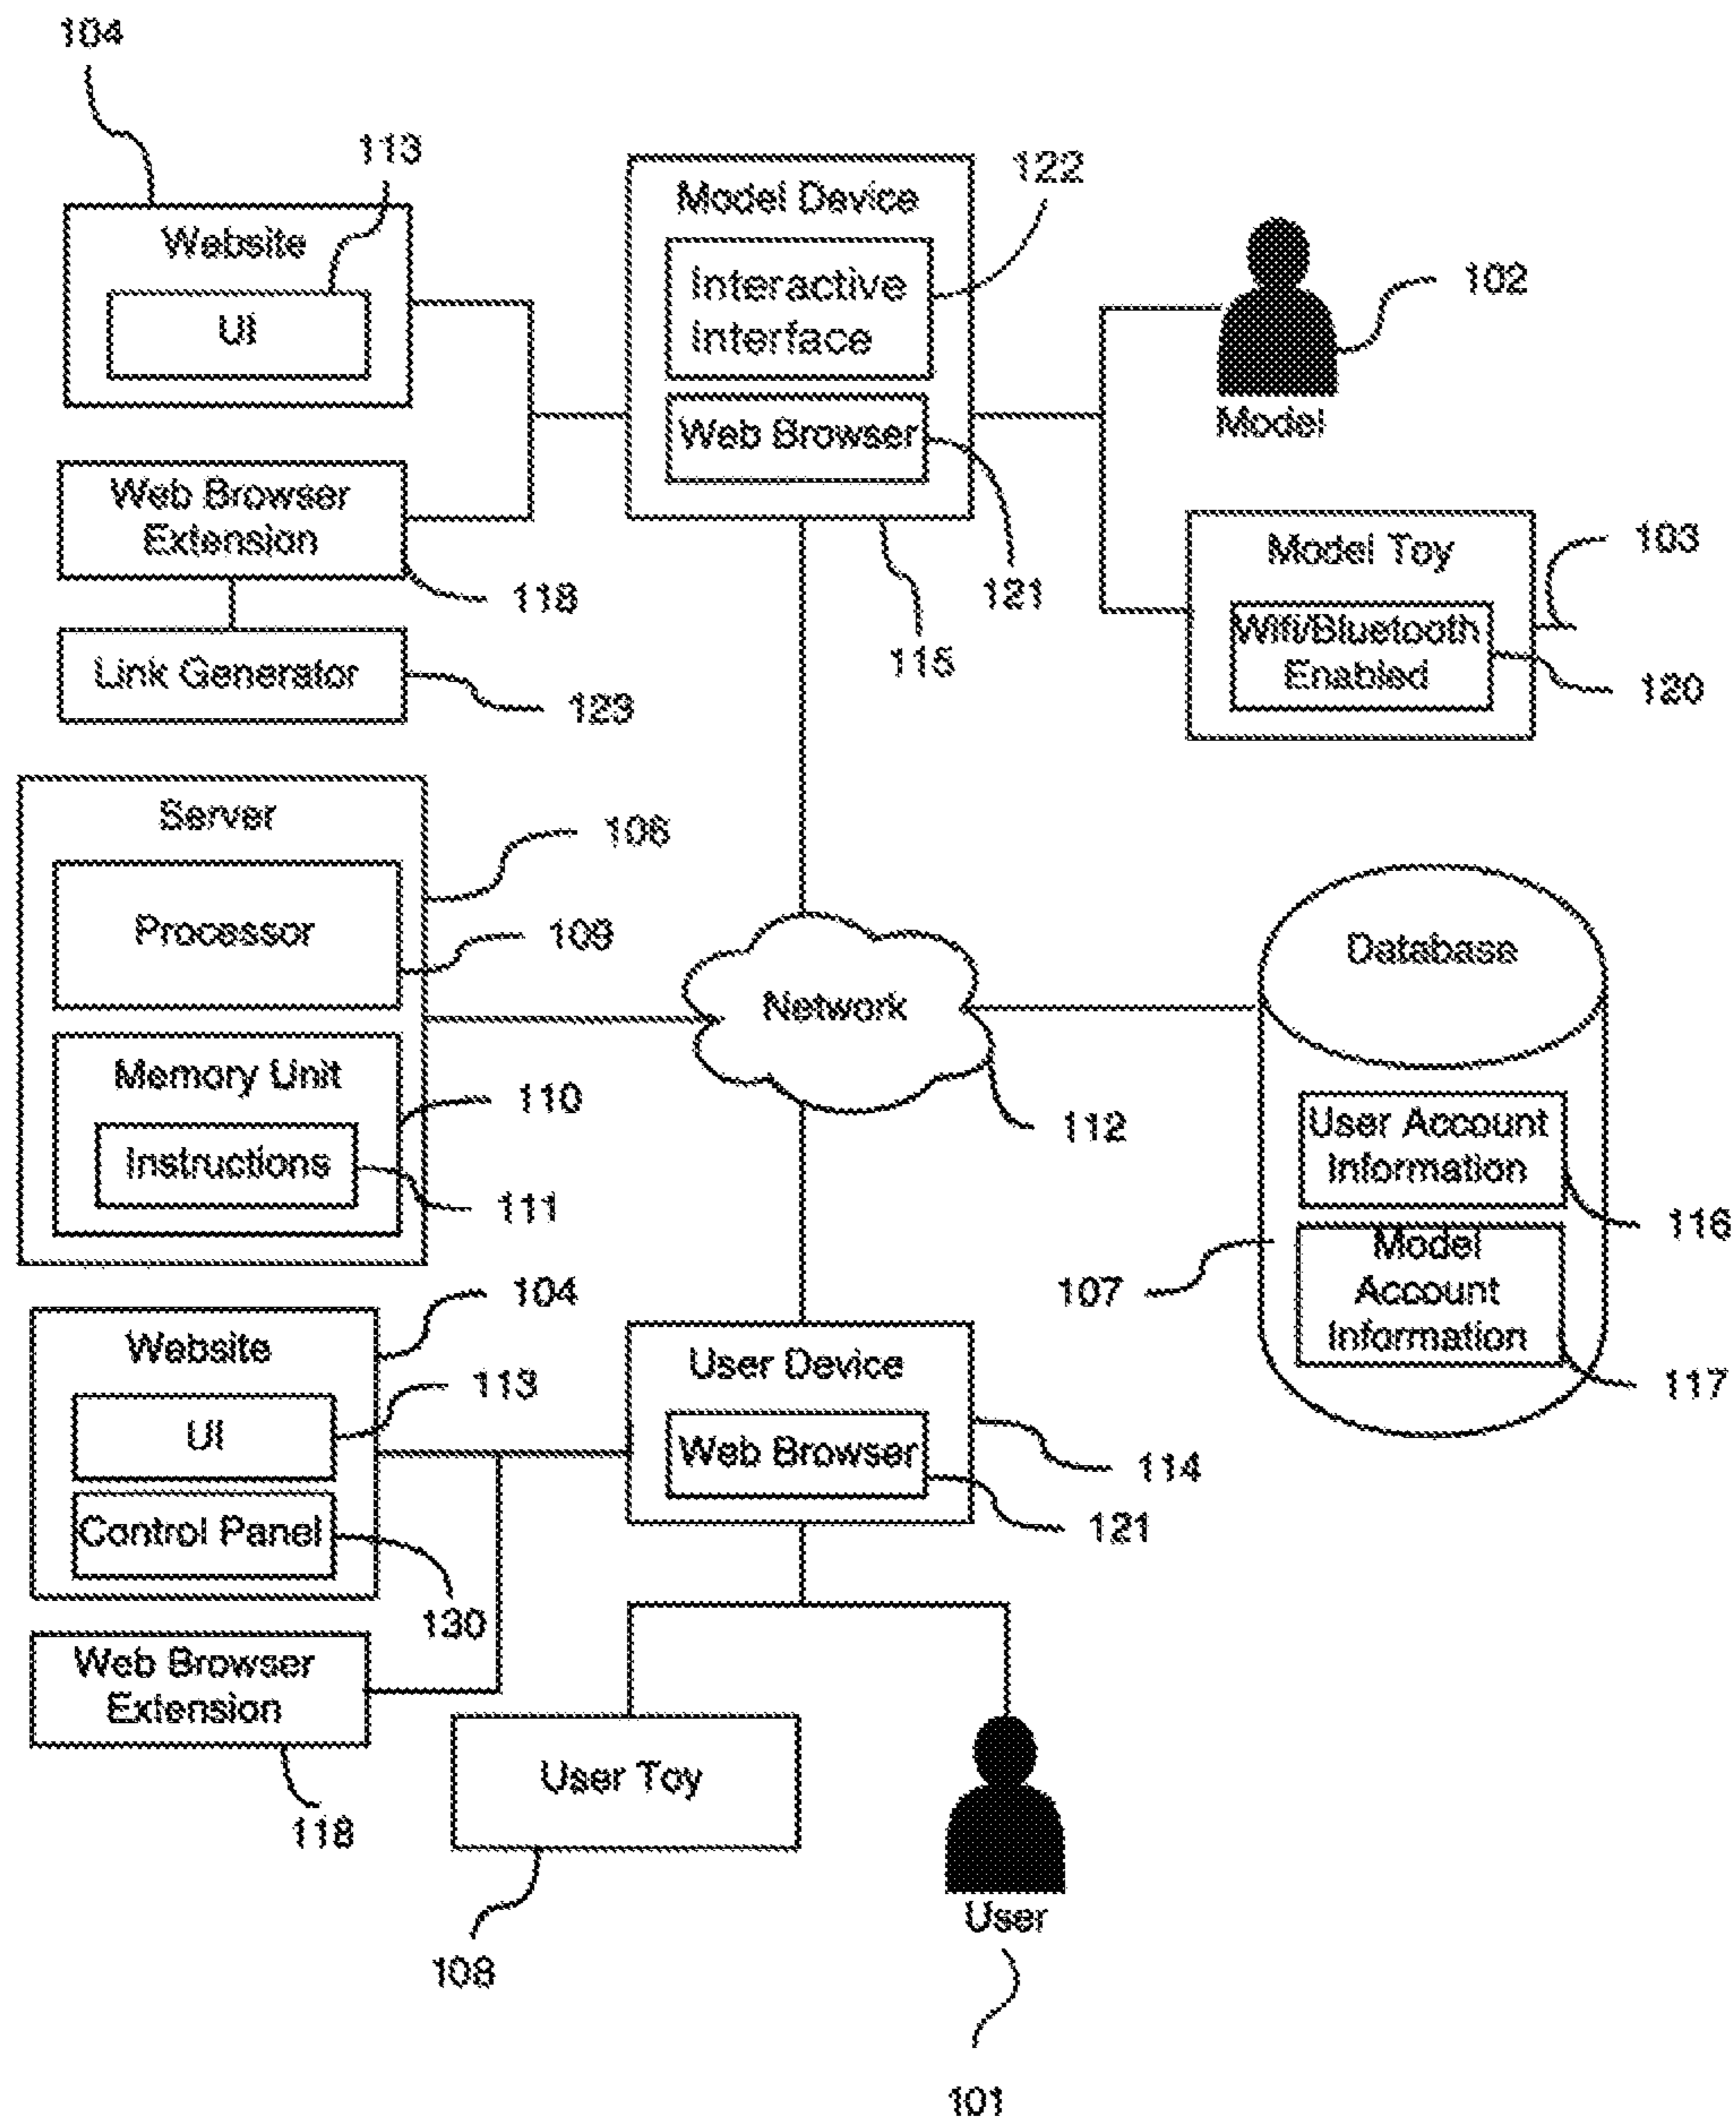 104
113
Website
UI
Model Device
122
Interactive
Interface
Web Browser
121
115
102
Model
Web Browser
Extension
118
Link Generator
123
Model Toy
103
Wifi/Bluetooth
Enabled
120
Server
106
Processor
109
Memory Unit
110
Instructions
111
Network
112
Database
User Account
Information
116
107
Model
Account
Information
117
104
Website
113
UI
Control Panel
130
User Device
Web Browser
114
121
Web Browser
Extension
118
User Toy
108
User
101